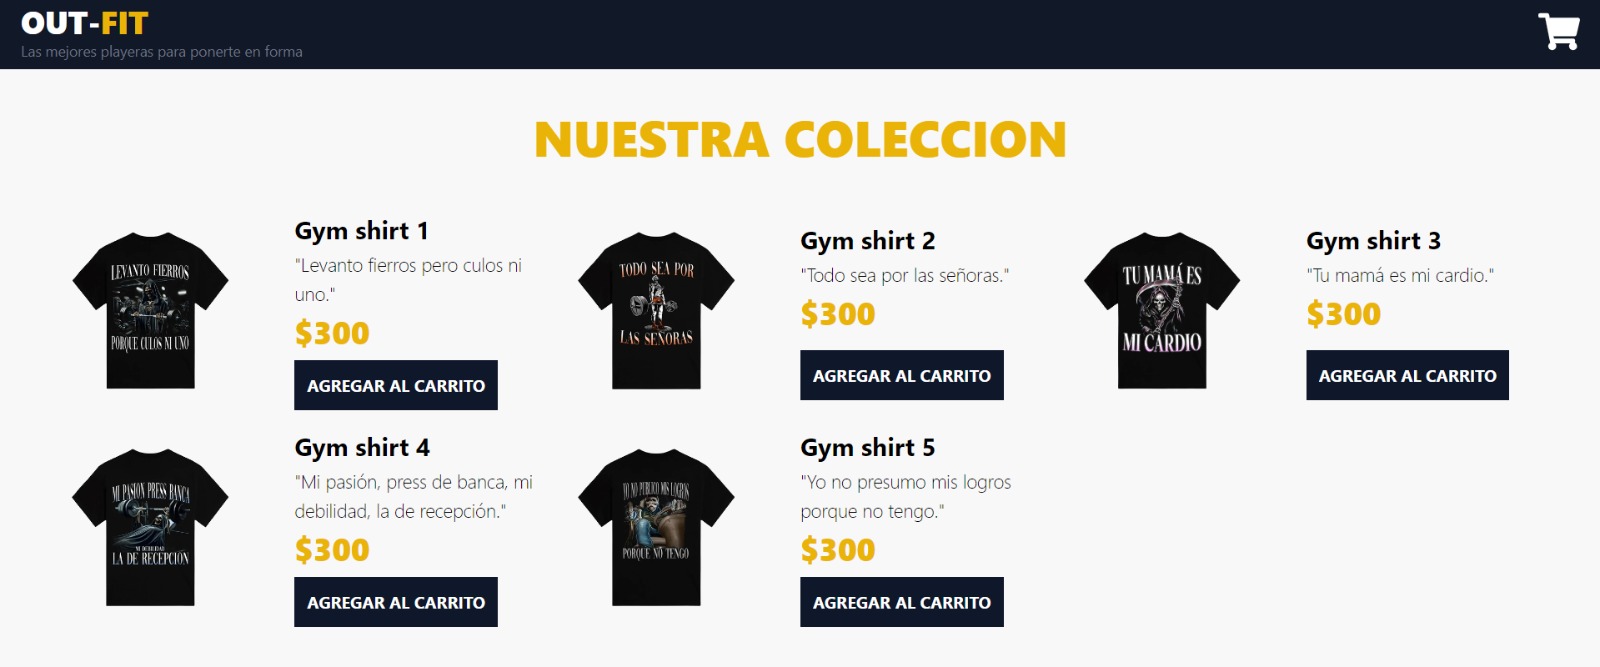 OUT-FIT
Las mejores playeras para ponerte en forma
NUESTRA COLECCION
LEVANTO FIERROS
PORQUE CULOS NI UNO
Gym shirt 1
"Levanto fierros pero culos ni
uno."
$300
AGREGAR AL CARRITO
TODO SEA POR
LAS SEÑORAS
Gym shirt 2
"Todo sea por las señoras."
$300
AGREGAR AL CARRITO
TU MAMÁ ES
MI CARDIO
Gym shirt 3
"Tu mamá es mi cardio."
$300
AGREGAR AL CARRITO
MI PASIÓN PRESS BANCA
MI DEBILIDAD
LA DE RECEPCIÓN
Gym shirt 4
"Mi pasión, press de banca, mi
debilidad, la de recepción."
$300
AGREGAR AL CARRITO
YO NO PUBLICO MIS LOGROS
PORQUE NO TENGO
Gym shirt 5
"Yo no presumo mis logros
porque no tengo."
$300
AGREGAR AL CARRITO